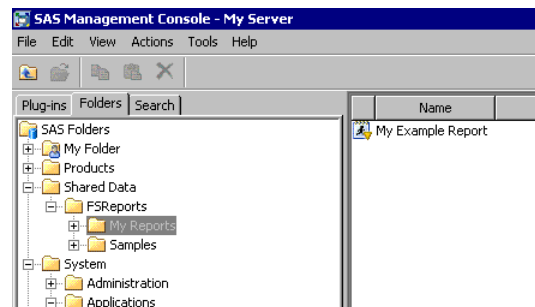 SAS Management Console - My Server
File Edit View Actions Tools Help
Plug-ins Folders Search
Name
SAS Folders
My Example Report
My Folder
Products
Shared Data
FSReports
My Reports
Samples
System
Administration
Applications